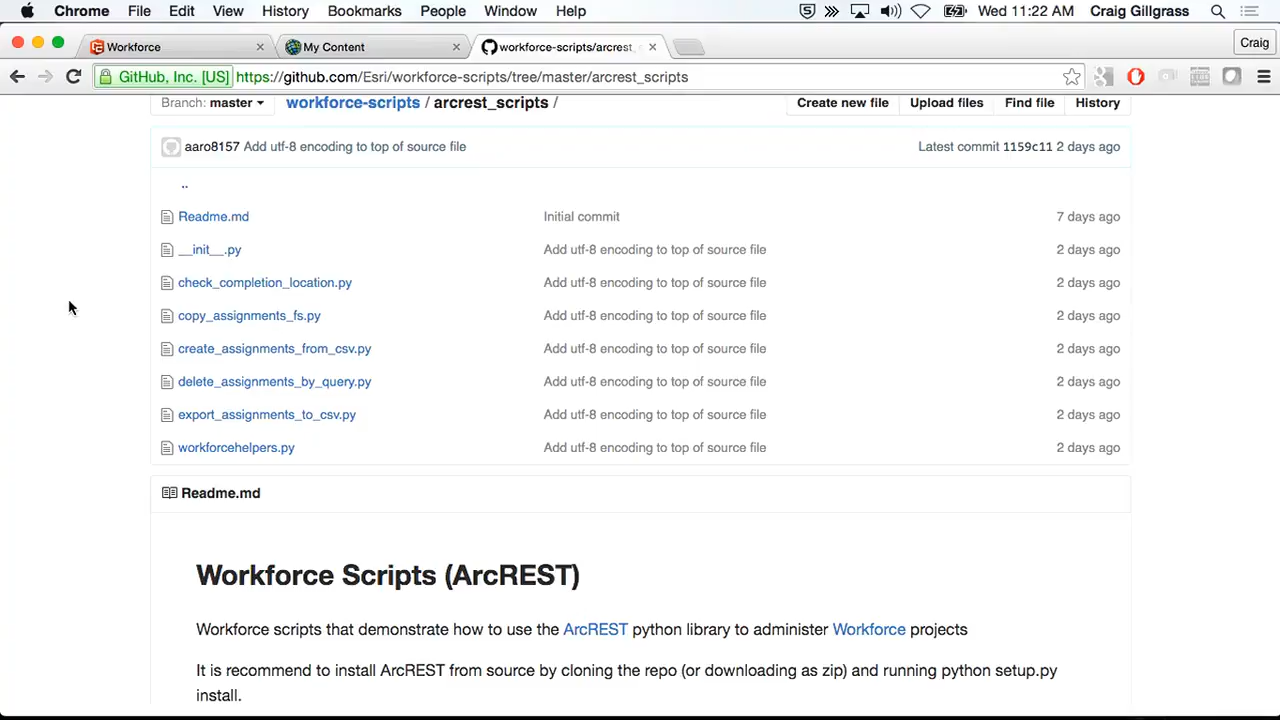 Chrome File Edit View History Bookmarks People Window Help Wed 11:22 AM Craig Gillgrass
Workforce × My Content × workforce-scripts/arcrest_ × Craig
GitHub, Inc. [US] https://github.com/Esri/workforce-scripts/tree/master/arcrest_scripts
Branch: master workforce-scripts / arcrest_scripts / Create new file Upload files Find file History
aaro8157 Add utf-8 encoding to top of source file Latest commit 1159c11 2 days ago
..
Readme.md Initial commit 7 days ago
__init__.py Add utf-8 encoding to top of source file 2 days ago
check_completion_location.py Add utf-8 encoding to top of source file 2 days ago
copy_assignments_fs.py Add utf-8 encoding to top of source file 2 days ago
create_assignments_from_csv.py Add utf-8 encoding to top of source file 2 days ago
delete_assignments_by_query.py Add utf-8 encoding to top of source file 2 days ago
export_assignments_to_csv.py Add utf-8 encoding to top of source file 2 days ago
workforcehelpers.py Add utf-8 encoding to top of source file 2 days ago
Readme.md
Workforce Scripts (ArcREST)
Workforce scripts that demonstrate how to use the ArcREST python library to administer Workforce projects
It is recommend to install ArcREST from source by cloning the repo (or downloading as zip) and running python setup.py
install.